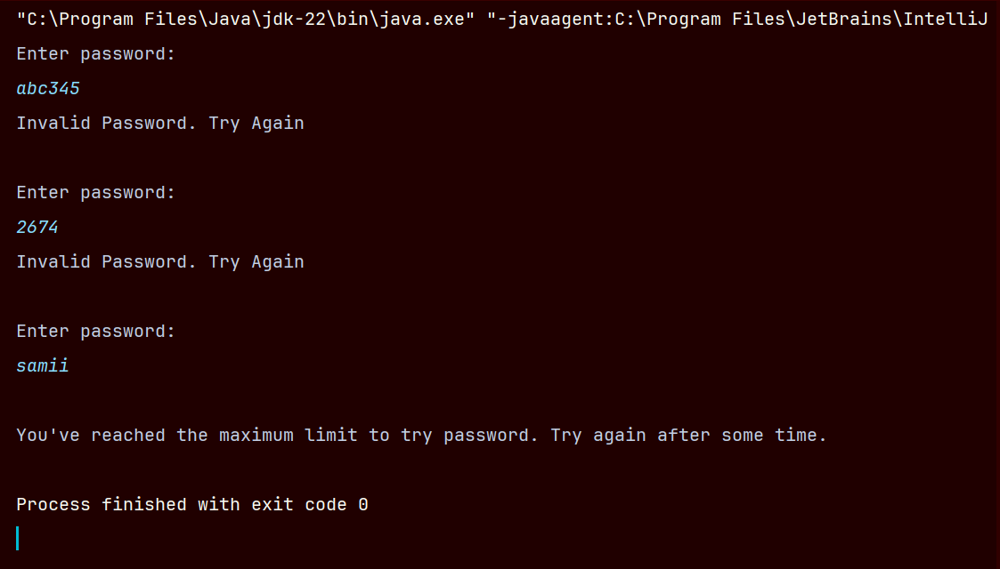 "C:\Program Files\Java\jdk-22\bin\java.exe" "-javaagent:C:\Program Files\JetBrains\IntelliJ
Enter password:
abc345
Invalid Password. Try Again
Enter password:
2674
Invalid Password. Try Again
Enter password:
samii
You've reached the maximum limit to try password. Try again after some time.
Process finished with exit code 0